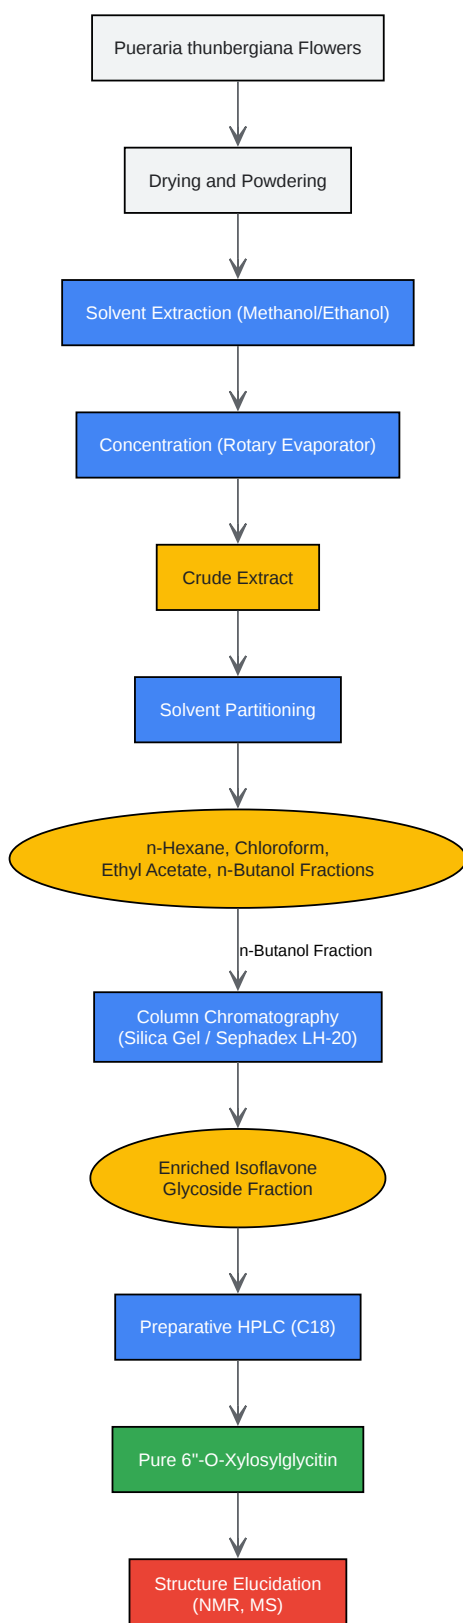 Pueraria thunbergiana Flowers
Drying and Powdering
Solvent Extraction (Methanol/Ethanol)
Concentration (Rotary Evaporator)
Crude Extract
Solvent Partitioning
n-Hexane, Chloroform,
Ethyl Acetate, n-Butanol Fractions
n-Butanol Fraction
Column Chromatography
(Silica Gel / Sephadex LH-20)
Enriched Isoflavone
Glycoside Fraction
Preparative HPLC (C18)
Pure 6"-O-Xylosylglycitin
Structure Elucidation
(NMR, MS)